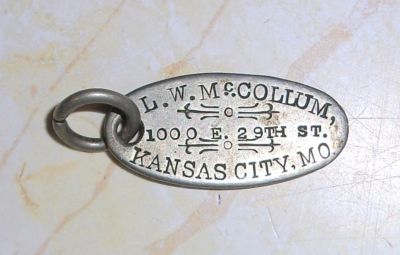 L. W. McCOLLUM,
1000. E. 29TH ST.
KANSAS CITY, MO.